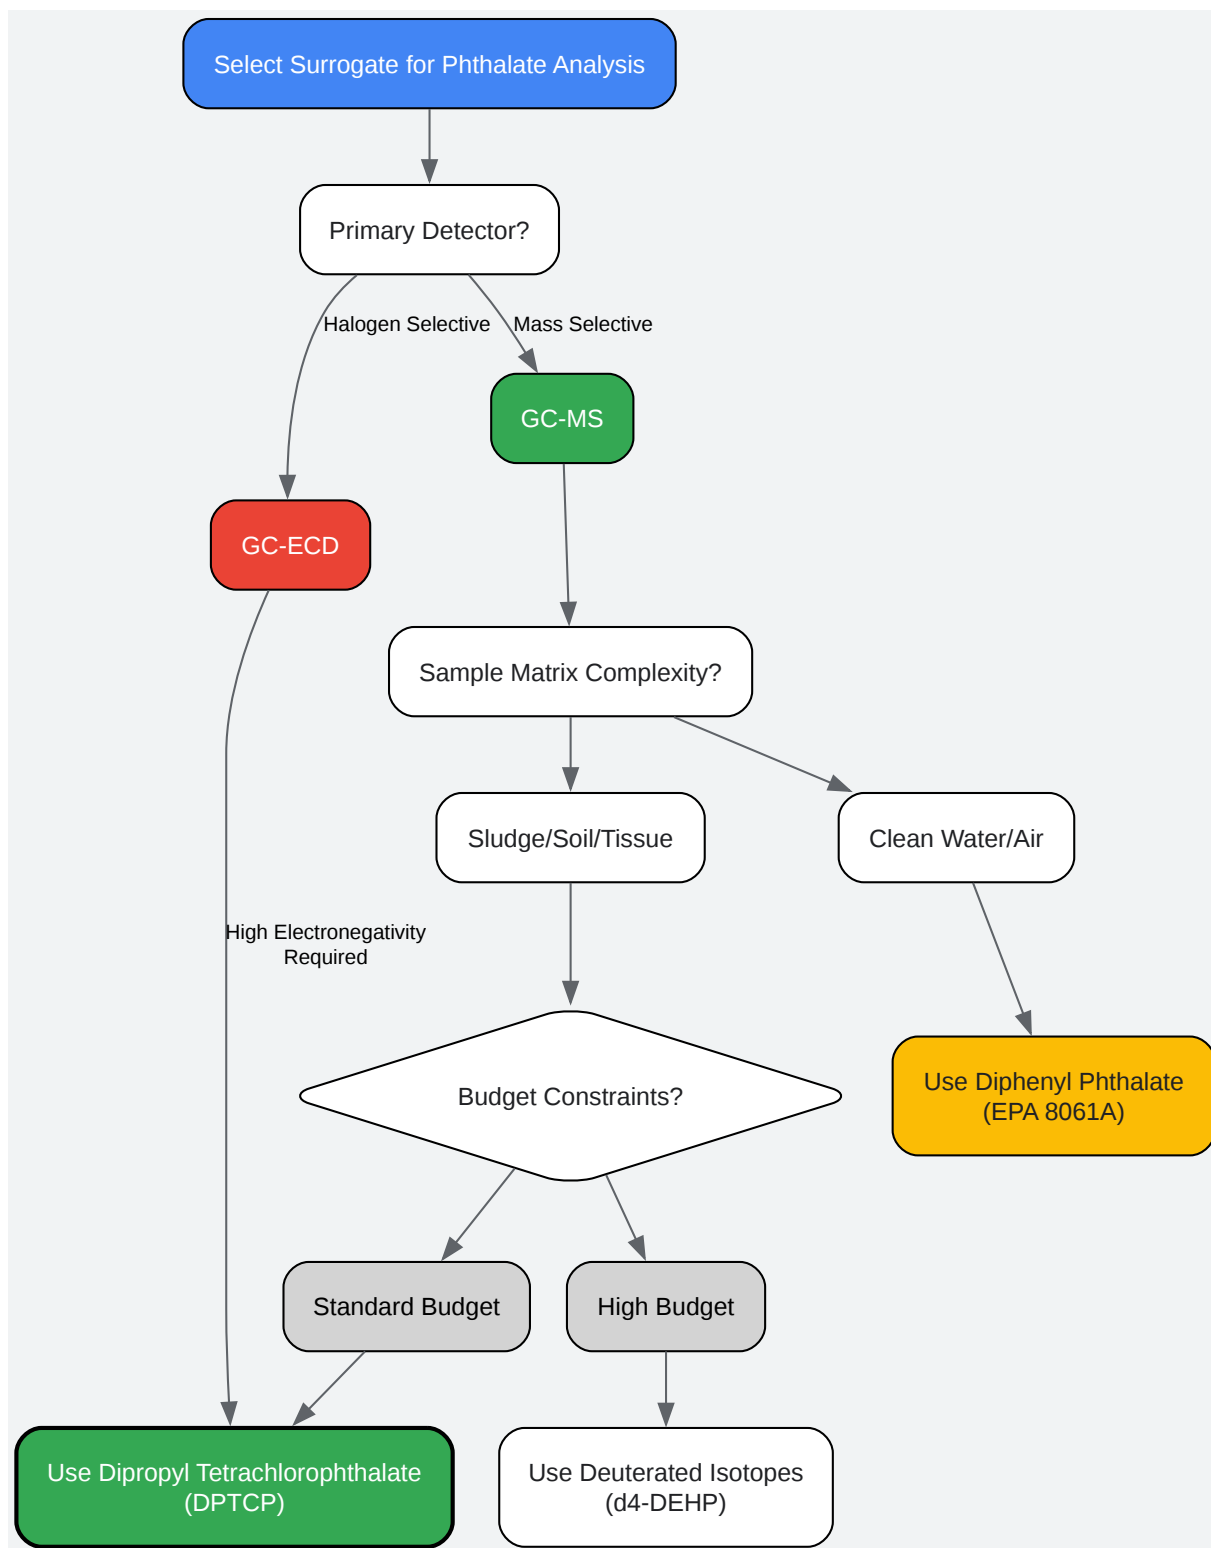 Select Surrogate for Phthalate Analysis
Primary Detector?
Halogen Selective
Mass Selective
GC-MS
GC-ECD
Sample Matrix Complexity?
Sludge/Soil/Tissue
Clean Water/Air
High Electronegativity
Required
Budget Constraints?
Use Diphenyl Phthalate
(EPA 8061A)
Standard Budget
High Budget
Use Dipropyl Tetrachlorophthalate
(DPTCP)
Use Deuterated Isotopes
(d4-DEHP)